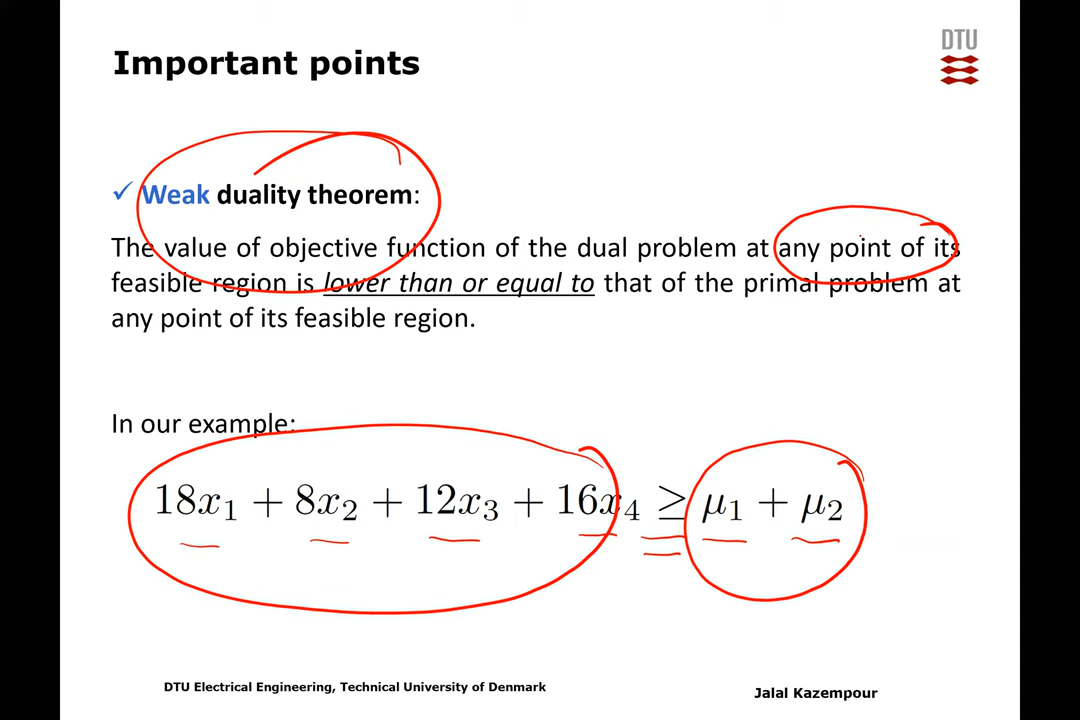 Important points
DTU
✓ Weak duality theorem:
The value of objective function of the dual problem at any point of its
feasible region is lower than or equal to that of the primal problem at
any point of its feasible region.
In our example:
18x₁ + 8x₂ + 12x₃ + 16x₄ ≥ μ₁ + μ₂
DTU Electrical Engineering, Technical University of Denmark
Jalal Kazempour